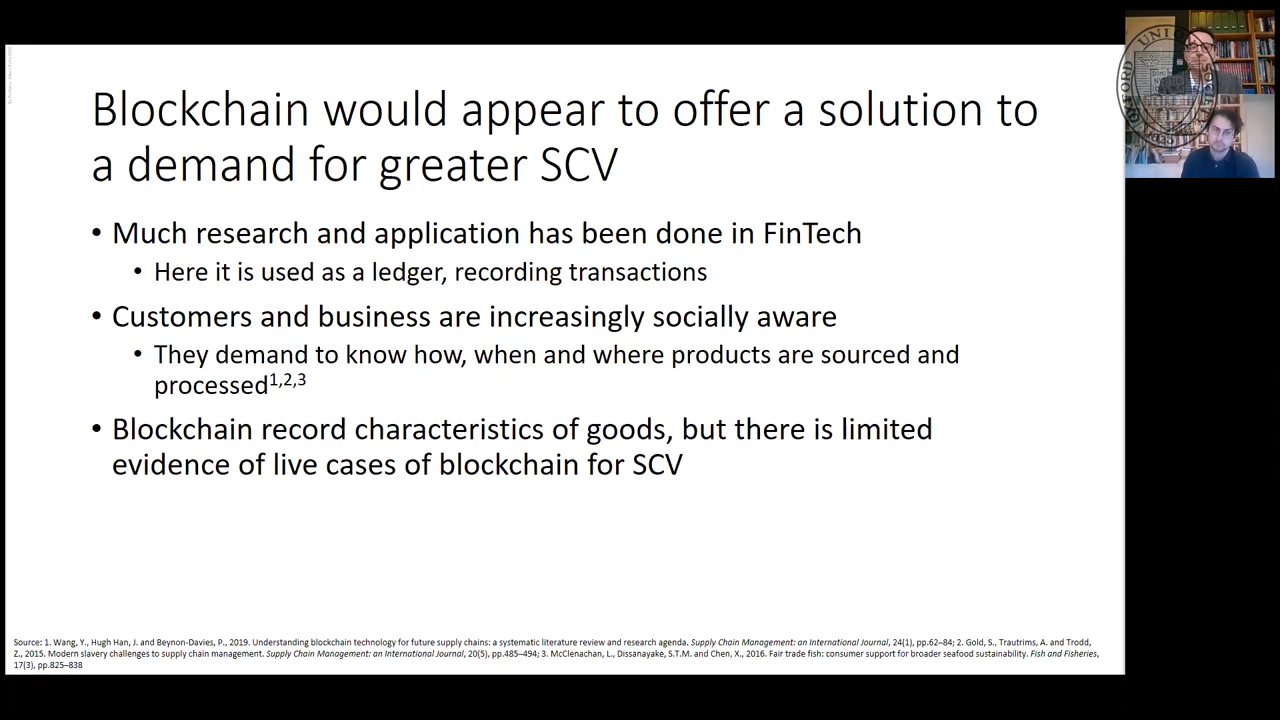 Blockchain would appear to offer a solution to
a demand for greater SCV
• Much research and application has been done in FinTech
• Here it is used as a ledger, recording transactions
• Customers and business are increasingly socially aware
• They demand to know how, when and where products are sourced and
processed1,2,3
• Blockchain record characteristics of goods, but there is limited
evidence of live cases of blockchain for SCV
Source: 1. Wang, Y., Hugh Han, J. and Beynon-Davies, P., 2019. Understanding blockchain technology for future supply chains: a systematic literature review and research agenda. Supply Chain Management: an International Journal, 24(1), pp.62–84; 2. Gold, S., Trautrims, A. and Trodd,
Z., 2015. Modern slavery challenges to supply chain management. Supply Chain Management: an International Journal, 20(5), pp.485–494; 3. McClenachan, L., Dissanayake, S.T.M. and Chen, X., 2016. Fair trade fish: consumer support for broader seafood sustainability. Fish and Fisheries,
17(3), pp.825–838
OXFORD UNION SOCIETY